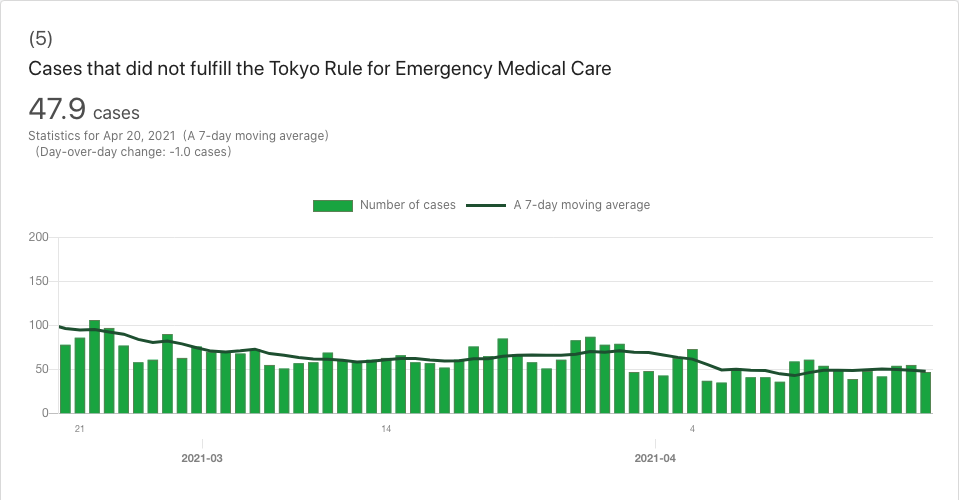 (5)
Cases that did not fulfill the Tokyo Rule for Emergency Medical Care
47.9 cases
Statistics for Apr 20, 2021 (A 7-day moving average)
(Day-over-day change: -1.0 cases)
Number of cases A 7-day moving average
200
150
100
50
0
21 14 4
2021-03 2021-04